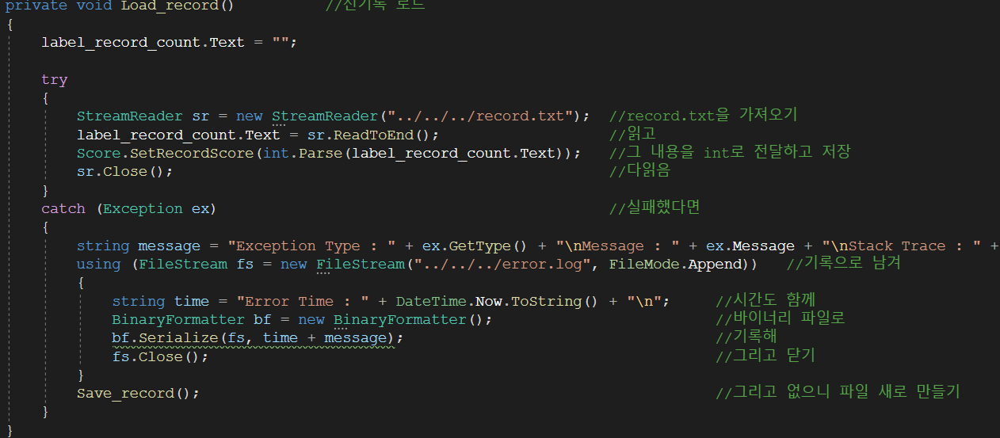 private void Load_record()          //신기록 로드
{
    label_record_count.Text = "";
    try
    {
        StreamReader sr = new StreamReader("../../../record.txt");  //record.txt을 가져오기
        label_record_count.Text = sr.ReadToEnd();                   //읽고
        Score.SetRecordScore(int.Parse(label_record_count.Text));   //그 내용을 int로 전달하고 저장
        sr.Close();                                                 //다읽음
    }
    catch (Exception ex)                                            //실패했다면
    {
        string message = "Exception Type : " + ex.GetType() + "\nMessage : " + ex.Message + "\nStack Trace : " +
        using (FileStream fs = new FileStream("../../../error.log", FileMode.Append))   //기록으로 남겨
        {
            string time = "Error Time : " + DateTime.Now.ToString() + "\n";     //시간도 함께
            BinaryFormatter bf = new BinaryFormatter();                         //바이너리 파일로
            bf.Serialize(fs, time + message);                                   //기록해
            fs.Close();                                                         //그리고 닫기
        }
        Save_record();                                                          //그리고 없으니 파일 새로 만들기
    }
}